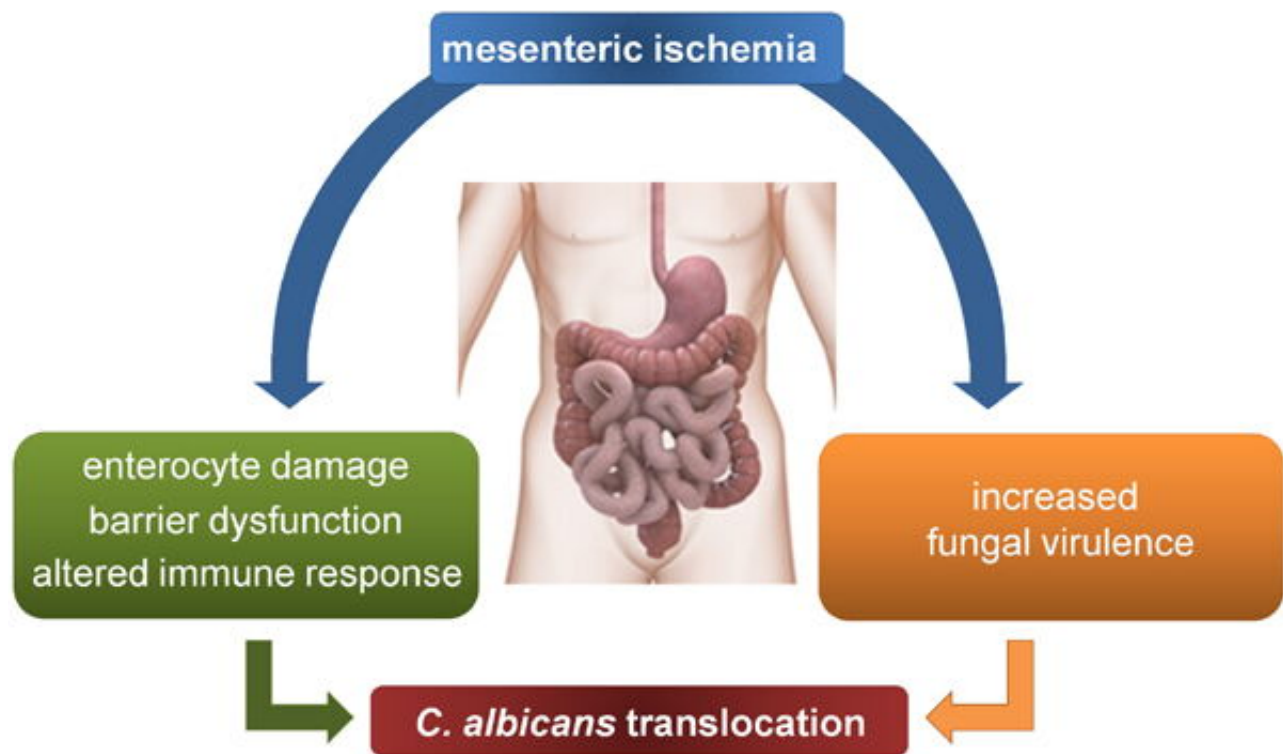 mesenteric ischemia
enterocyte damage
barrier dysfunction
altered immune response
increased
fungal virulence
C. albicans translocation